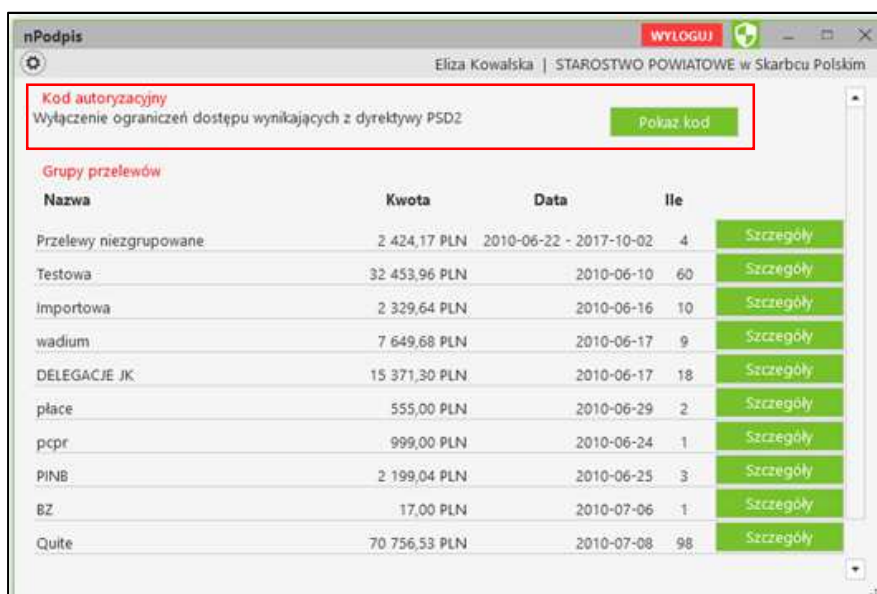 nPodpis WYLOGUJ
Eliza Kowalska | STAROSTWO POWIATOWE w Skarbcu Polskim
Kod autoryzacyjny
Wyłączenie ograniczeń dostępu wynikających z dyrektywy PSD2 Pokaz kod
Grupy przelewów
Nazwa Kwota Data Ile
Przelewy niezgrupowane 2 424,17 PLN 2010-06-22 - 2017-10-02 4 Szczegóły
Testowa 32 453,96 PLN 2010-06-10 60 Szczegóły
Importowa 2 329,64 PLN 2010-06-16 10 Szczegóły
wadium 7 649,68 PLN 2010-06-17 9 Szczegóły
DELEGACJE JK 15 371,30 PLN 2010-06-17 18 Szczegóły
płace 555,00 PLN 2010-06-29 2 Szczegóły
pcpr 999,00 PLN 2010-06-24 1 Szczegóły
PINB 2 199,04 PLN 2010-06-25 3 Szczegóły
BZ 17,00 PLN 2010-07-06 1 Szczegóły
Quite 70 756,53 PLN 2010-07-08 98 Szczegóły